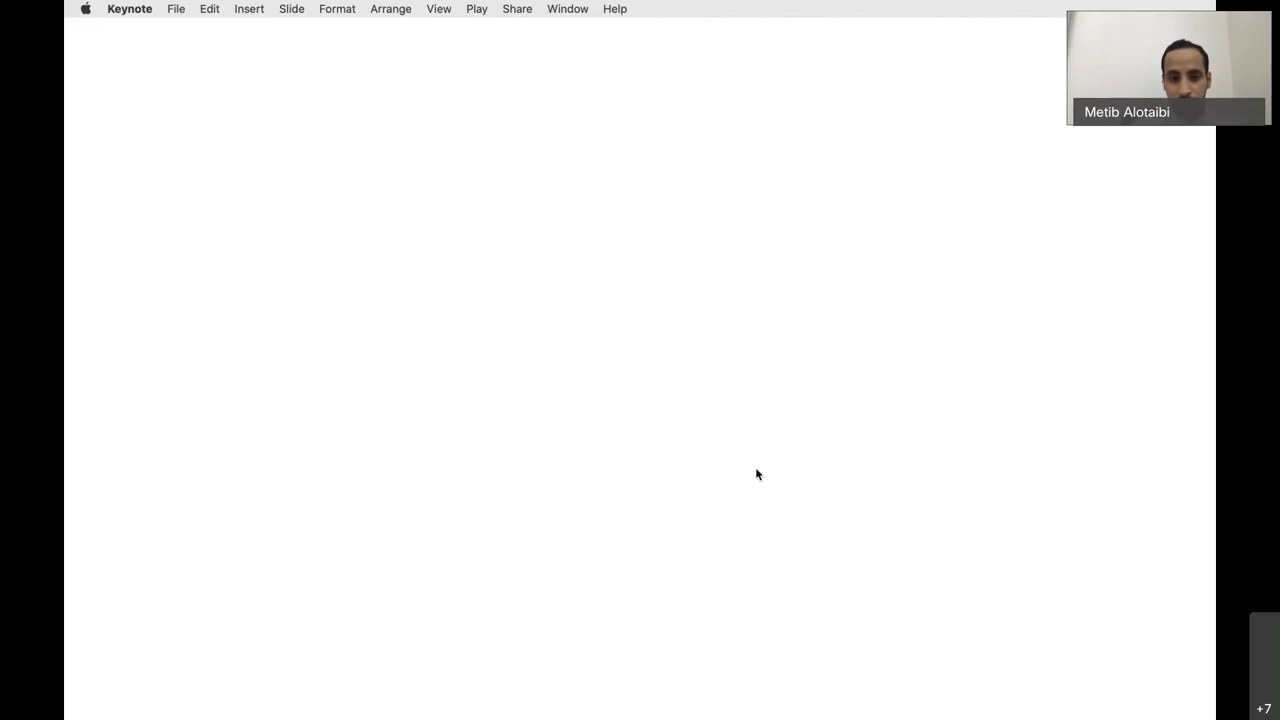 Keynote File Edit Insert Slide Format Arrange View Play Share Window Help
Metib Alotaibi
+7